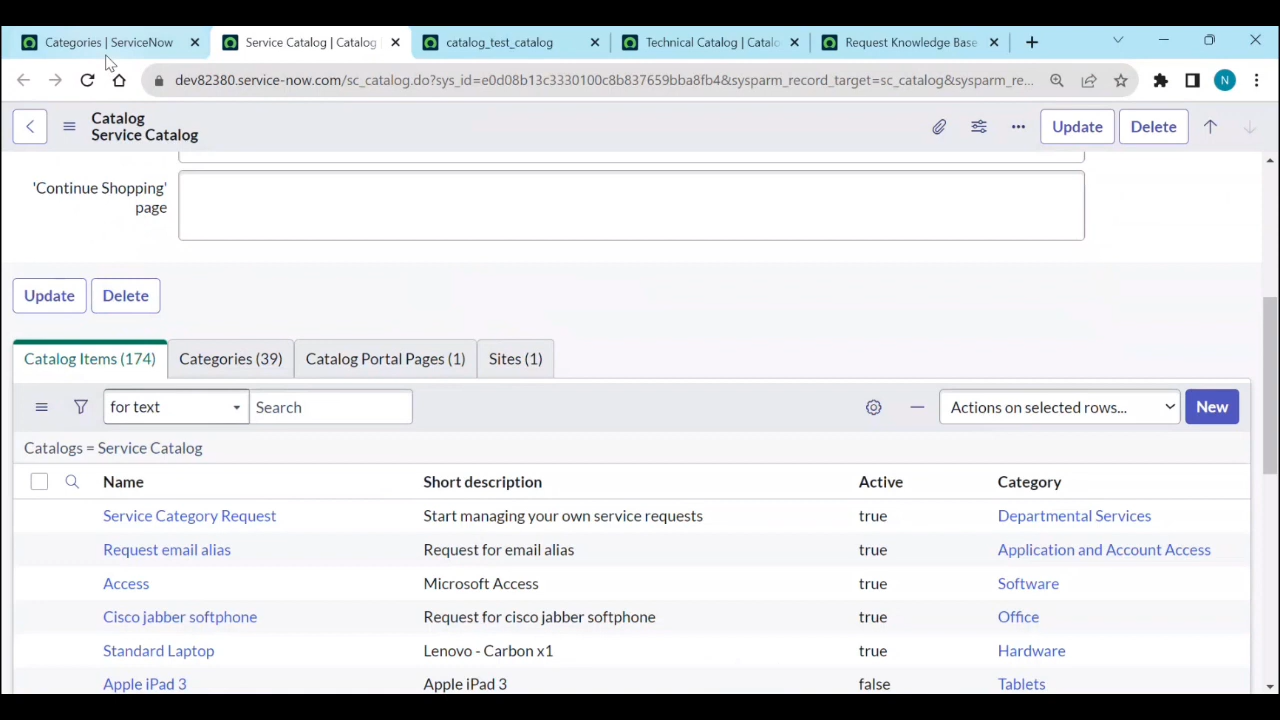 Categories | ServiceNow
Service Catalog | Catalog
catalog_test_catalog
Technical Catalog | Catalo
Request Knowledge Base
dev82380.service-now.com/sc_catalog.do?sys_id=e0d08b13c3330100c8b837659bba8fb4&sysparm_record_target=sc_catalog&sysparm_re...
N
Catalog
Service Catalog
Update
Delete
'Continue Shopping'
page
Update
Delete
Catalog Items (174)
Categories (39)
Catalog Portal Pages (1)
Sites (1)
for text
Search
Actions on selected rows...
New
Catalogs = Service Catalog
Name Short description Active Category
Service Category Request Start managing your own service requests true Departmental Services
Request email alias Request for email alias true Application and Account Access
Access Microsoft Access true Software
Cisco jabber softphone Request for cisco jabber softphone true Office
Standard Laptop Lenovo - Carbon x1 true Hardware
Apple iPad 3 Apple iPad 3 false Tablets